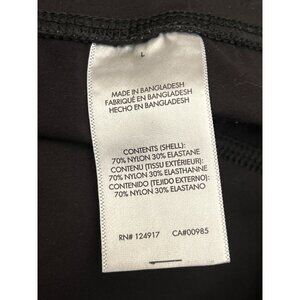 L
MADE IN BANGLADESH
FABRIQUÉ EN BANGLADESH
HECHO EN BANGLADESH
CONTENTS (SHELL):
70% NYLON 30% ELASTANE
CONTENU (TISSU EXTÉRIEUR):
70% NYLON 30% ELASTHANNE
CONTENIDO (TEJIDO EXTERNO):
70% NYLON 30% ELASTANO
RN# 124917 CA#00985